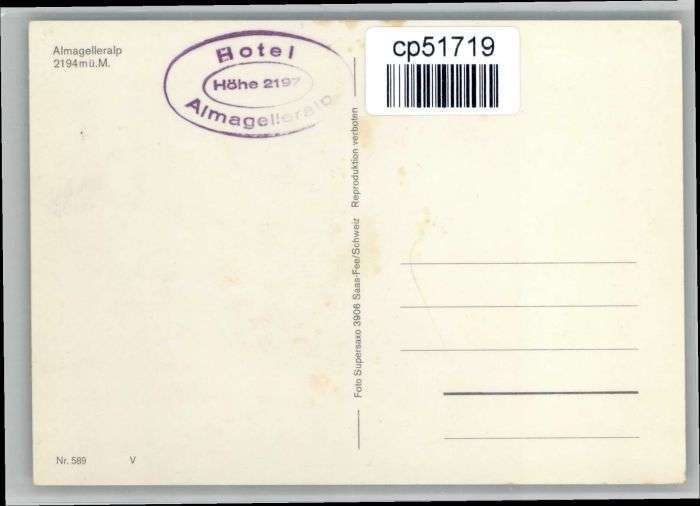 Almagelleralp
2194 m ü. M.
Hotel
Höhe 2197
Almagelleralp
cp51719
Foto Supersaxo 3906 Saas-Fee/Schweiz Reproduktion verboten
Nr. 589 V